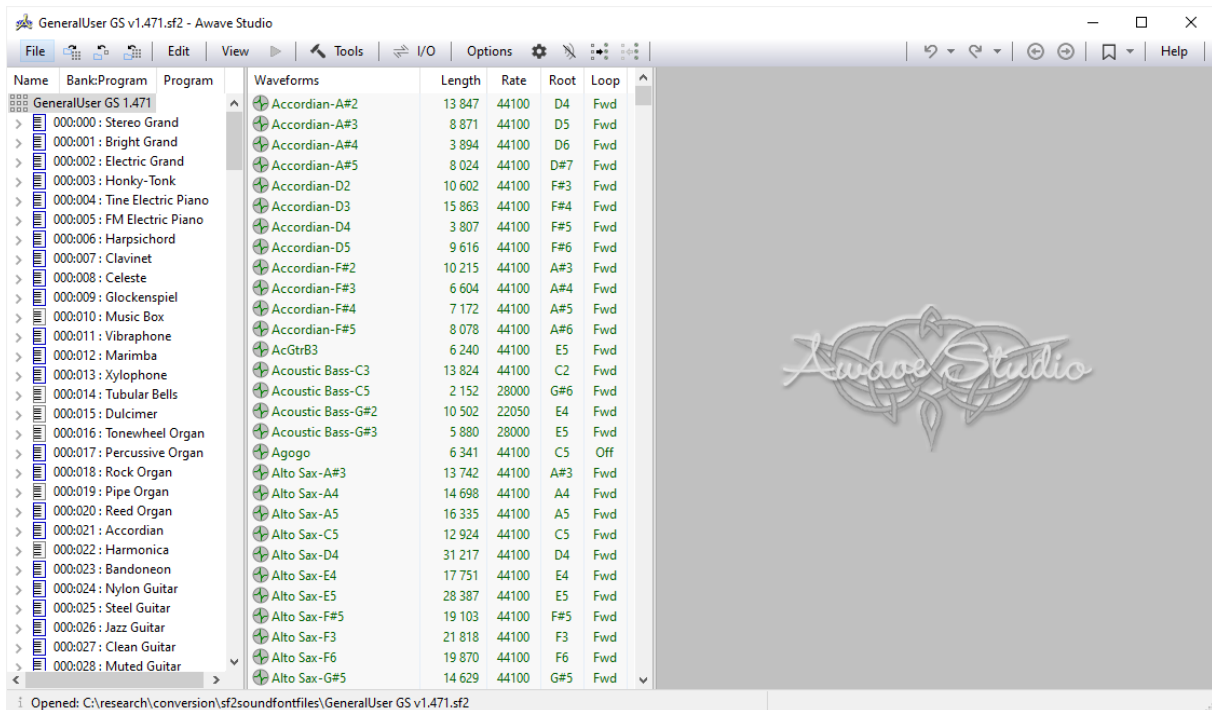 GeneralUser GS v1.471.sf2 - Awave Studio
File Edit View Tools I/O Options Help
Name Bank:Program Program
GeneralUser GS 1.471
000:000 : Stereo Grand
000:001 : Bright Grand
000:002 : Electric Grand
000:003 : Honky-Tonk
000:004 : Tine Electric Piano
000:005 : FM Electric Piano
000:006 : Harpsichord
000:007 : Clavinet
000:008 : Celeste
000:009 : Glockenspiel
000:010 : Music Box
000:011 : Vibraphone
000:012 : Marimba
000:013 : Xylophone
000:014 : Tubular Bells
000:015 : Dulcimer
000:016 : Tonewheel Organ
000:017 : Percussive Organ
000:018 : Rock Organ
000:019 : Pipe Organ
000:020 : Reed Organ
000:021 : Accordian
000:022 : Harmonica
000:023 : Bandoneon
000:024 : Nylon Guitar
000:025 : Steel Guitar
000:026 : Jazz Guitar
000:027 : Clean Guitar
000:028 : Muted Guitar
Waveforms Length Rate Root Loop
Accordian-A#2 13 847 44100 D4 Fwd
Accordian-A#3 8 871 44100 D5 Fwd
Accordian-A#4 3 894 44100 D6 Fwd
Accordian-A#5 8 024 44100 D#7 Fwd
Accordian-D2 10 602 44100 F#3 Fwd
Accordian-D3 15 863 44100 F#4 Fwd
Accordian-D4 3 807 44100 F#5 Fwd
Accordian-D5 9 616 44100 F#6 Fwd
Accordian-F#2 10 215 44100 A#3 Fwd
Accordian-F#3 6 604 44100 A#4 Fwd
Accordian-F#4 7 172 44100 A#5 Fwd
Accordian-F#5 8 078 44100 A#6 Fwd
AcGtrB3 6 240 44100 E5 Fwd
Acoustic Bass-C3 13 824 44100 C2 Fwd
Acoustic Bass-C5 2 152 28000 G#6 Fwd
Acoustic Bass-G#2 10 502 22050 E4 Fwd
Acoustic Bass-G#3 5 880 28000 E5 Fwd
Agogo 6 341 44100 C5 Off
Alto Sax-A#3 13 742 44100 A#3 Fwd
Alto Sax-A4 14 698 44100 A4 Fwd
Alto Sax-A5 16 335 44100 A5 Fwd
Alto Sax-C5 12 924 44100 C5 Fwd
Alto Sax-D4 31 217 44100 D4 Fwd
Alto Sax-E4 17 751 44100 E4 Fwd
Alto Sax-E5 28 387 44100 E5 Fwd
Alto Sax-F#5 19 103 44100 F#5 Fwd
Alto Sax-F3 21 818 44100 F3 Fwd
Alto Sax-F6 19 870 44100 F6 Fwd
Alto Sax-G#5 14 629 44100 G#5 Fwd
Awave Studio
Opened: C:\research\conversion\sf2soundfontfiles\GeneralUser GS v1.471.sf2